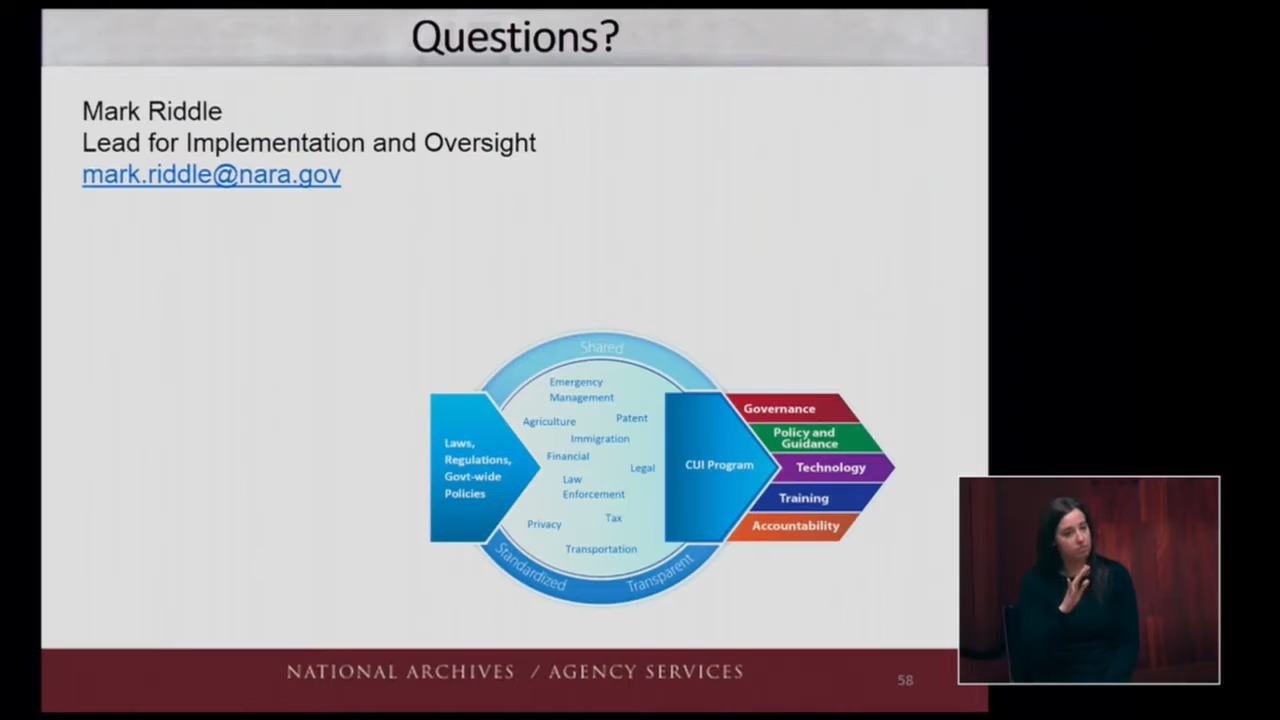 Questions?
Mark Riddle
Lead for Implementation and Oversight
mark.riddle@nara.gov
Shared
Emergency
Management
Agriculture
Patent
Immigration
Financial
Legal
Law
Enforcement
Privacy
Tax
Transportation
Standardized
Transparent
Laws,
Regulations,
Govt-wide
Policies
CUI Program
Governance
Policy and
Guidance
Technology
Training
Accountability
NATIONAL ARCHIVES / AGENCY SERVICES
58